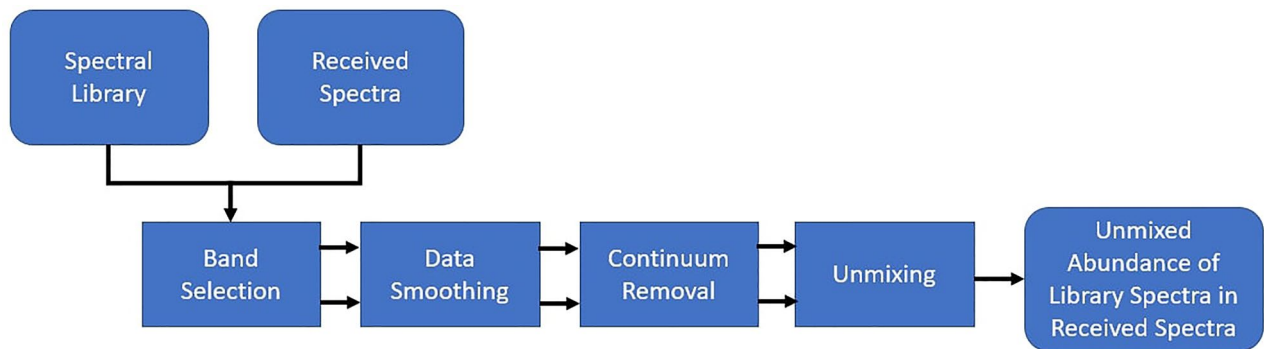 Spectral
Library
Received
Spectra
Band
Selection
Data
Smoothing
Continuum
Removal
Unmixing
Unmixed
Abundance of
Library Spectra in
Received Spectra